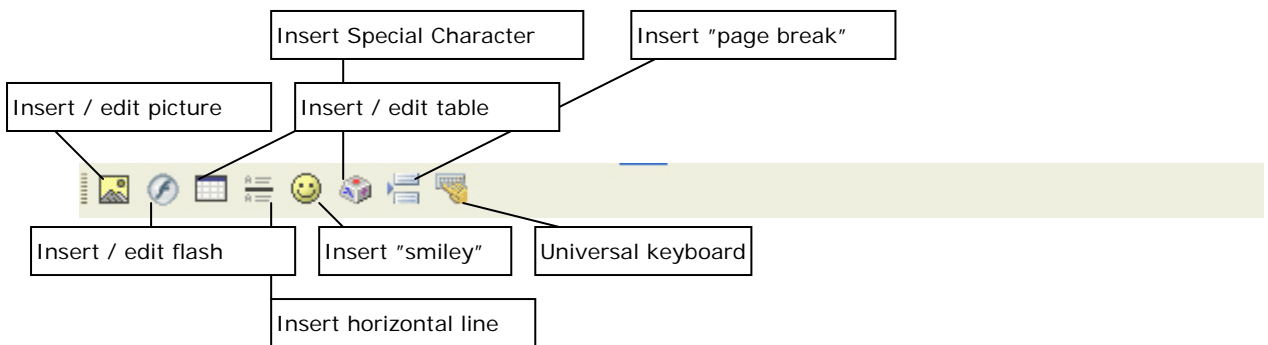 Insert Special Character
Insert "page break"
Insert / edit picture
Insert / edit table
Insert / edit flash
Insert "smiley"
Universal keyboard
Insert horizontal line